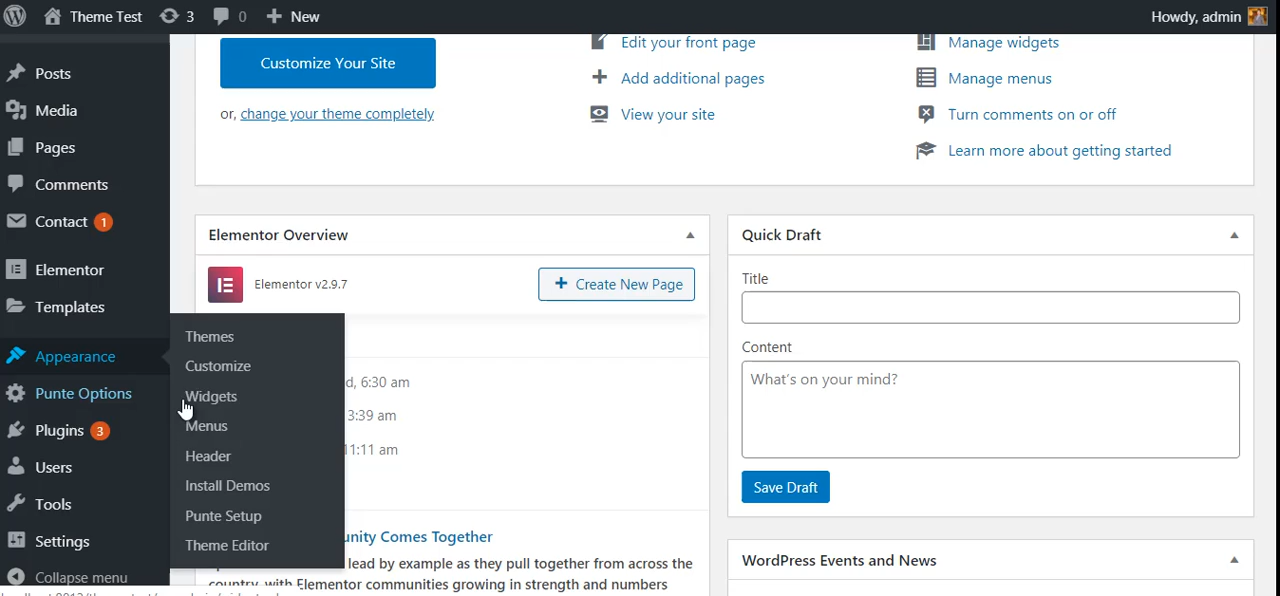 Theme Test 3 0 New Howdy, admin
Posts
Media
Pages
Comments
Contact 1
Elementor
Templates
Appearance
Punte Options
Plugins 3
Users
Tools
Settings
Collapse menu
Themes
Customize
Widgets
Menus
Header
Install Demos
Punte Setup
Theme Editor
Customize Your Site
or, change your theme completely
Edit your front page
Add additional pages
View your site
Manage widgets
Manage menus
Turn comments on or off
Learn more about getting started
Elementor Overview
Elementor v2.9.7
Create New Page
d, 6:30 am
3:39 am
11:11 am
unity Comes Together
lead by example as they pull together from across the
country, with Elementor communities growing in strength and numbers
Quick Draft
Title
Content
What's on your mind?
Save Draft
WordPress Events and News